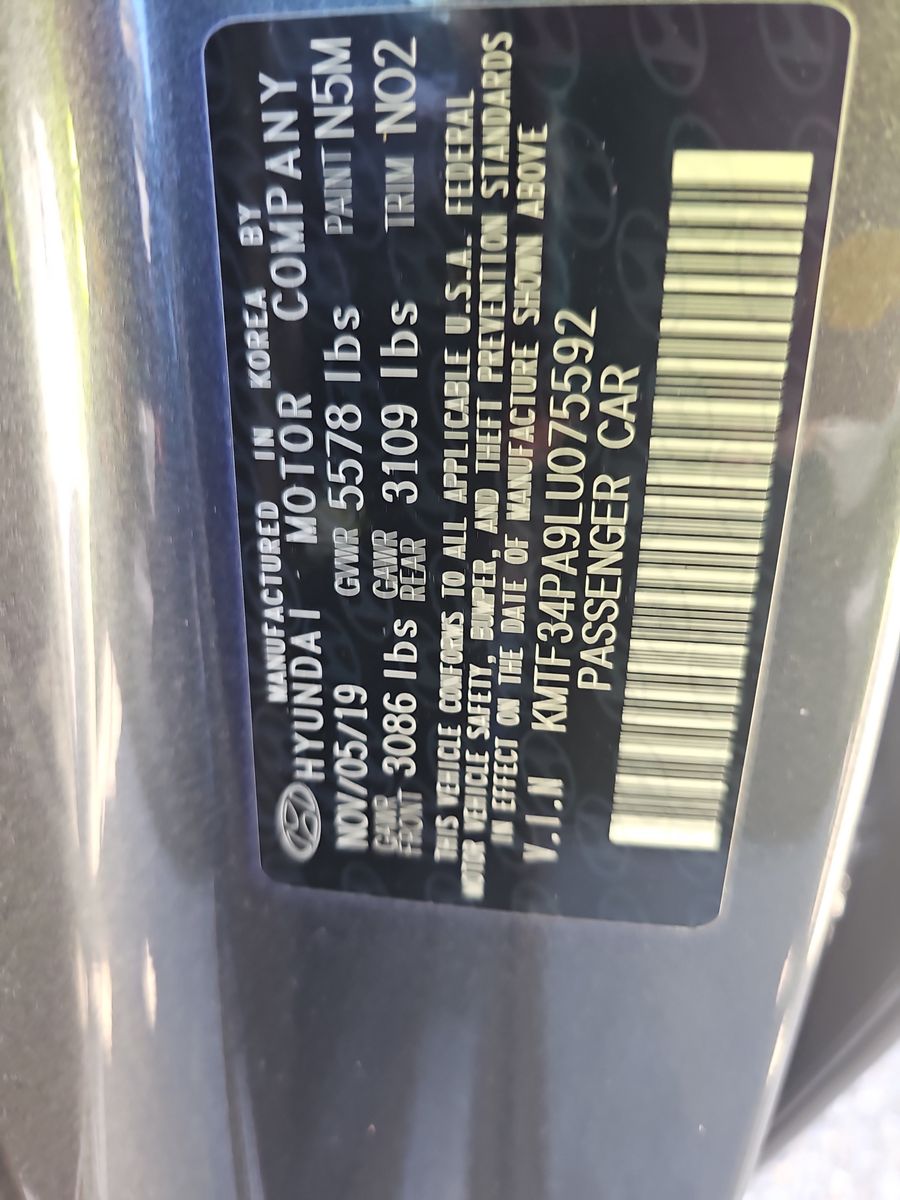 MANUFACTURED IN KOREA BY
HYUNDAI MOTOR COMPANY
NOV/05/19 GVWR 5578 lbs PAINT N5M
GAWR FRONT 3086 lbs GAWR REAR 3109 lbs TRIM NO2
THIS VEHICLE CONFORMS TO ALL APPLICABLE U.S.A. FEDERAL
MOTOR VEHICLE SAFETY, BUMPER, AND THEFT PREVENTION STANDARDS
IN EFFECT ON THE DATE OF MANUFACTURE SHOWN ABOVE
V.I.N KMTF34PA9LU075592
PASSENGER CAR